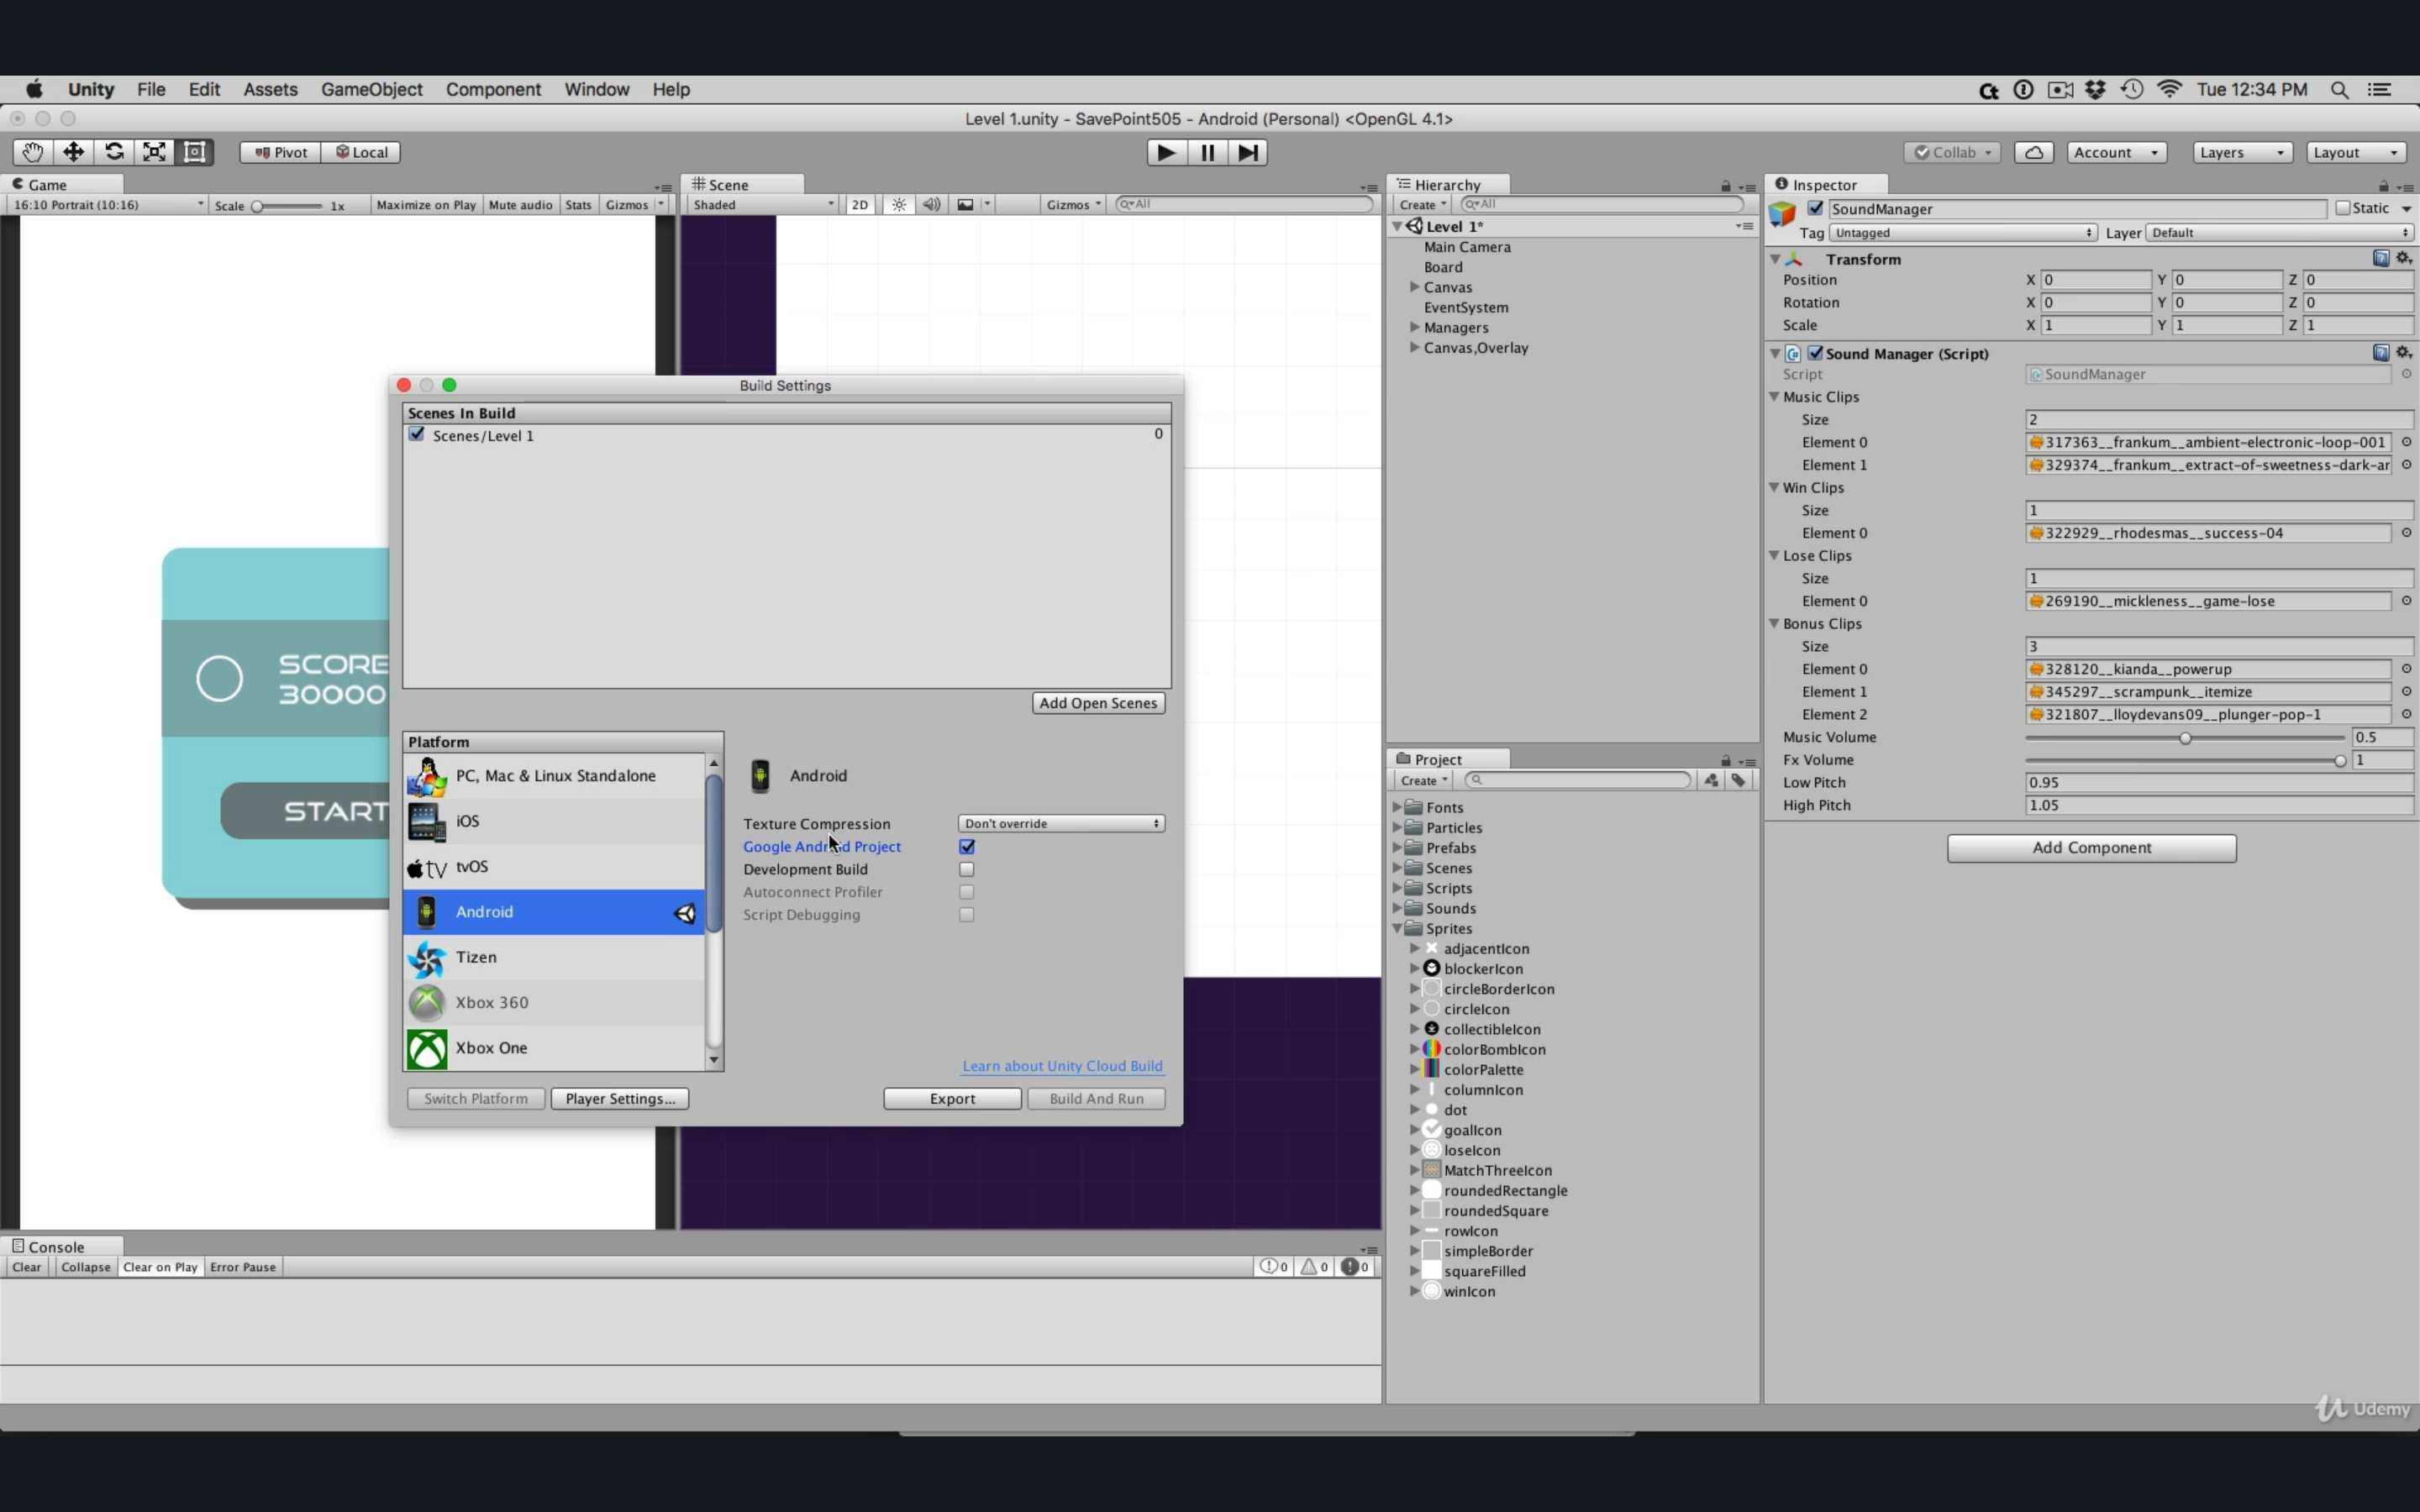 Unity File Edit Assets GameObject Component Window Help
Tue 12:34 PM
Level 1.unity - SavePoint505 - Android (Personal) <OpenGL 4.1>
Pivot Local
Collab Account Layers Layout
Game
16:10 Portrait (10:16) Scale 1x Maximize on Play Mute audio Stats Gizmos
SCORE
30000
START
Scene
Shaded 2D Gizmos All
Build Settings
Scenes In Build
Scenes/Level 1 0
Add Open Scenes
Platform
PC, Mac & Linux Standalone
iOS
tv tvOS
Android
Tizen
Xbox 360
Xbox One
Android
Texture Compression Don't override
Google Android Project
Development Build
Autoconnect Profiler
Script Debugging
Learn about Unity Cloud Build
Switch Platform Player Settings... Export Build And Run
Console
Clear Collapse Clear on Play Error Pause 0 0 0
Hierarchy
Create All
Level 1*
Main Camera
Board
Canvas
EventSystem
Managers
Canvas,Overlay
Project
Create
Fonts
Particles
Prefabs
Scenes
Scripts
Sounds
Sprites
adjacentIcon
blockerIcon
circleBorderIcon
circleIcon
collectibleIcon
colorBombIcon
colorPalette
columnIcon
dot
goalIcon
loseIcon
MatchThreeIcon
roundedRectangle
roundedSquare
rowIcon
simpleBorder
squareFilled
winIcon
Inspector
SoundManager Static
Tag Untagged Layer Default
Transform
Position X 0 Y 0 Z 0
Rotation X 0 Y 0 Z 0
Scale X 1 Y 1 Z 1
Sound Manager (Script)
Script SoundManager
Music Clips
Size 2
Element 0 317363__frankum__ambient-electronic-loop-001
Element 1 329374__frankum__extract-of-sweetness-dark-ar
Win Clips
Size 1
Element 0 322929__rhodesmas__success-04
Lose Clips
Size 1
Element 0 269190__mickleness__game-lose
Bonus Clips
Size 3
Element 0 328120__kianda__powerup
Element 1 345297__scrampunk__itemize
Element 2 321807__lloydevans09__plunger-pop-1
Music Volume 0.5
Fx Volume 1
Low Pitch 0.95
High Pitch 1.05
Add Component
Udemy